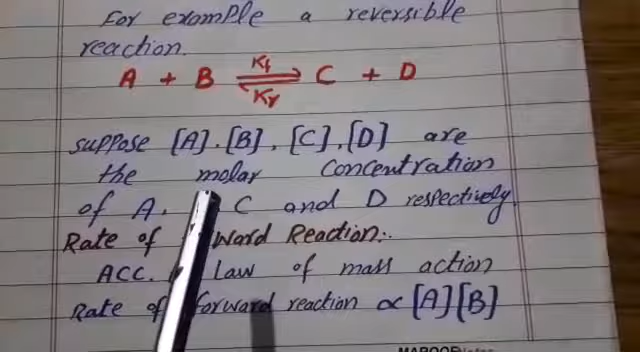 For example a reversible
reaction.
A + B ⇌ C + D
Kf
Kr
suppose [A]. [B], [C], [D] are
the molar concentration
of A. C and D respectively.
Rate of ward Reaction:.
ACC. law of mass action
Rate of forward reaction ∝ [A][B]